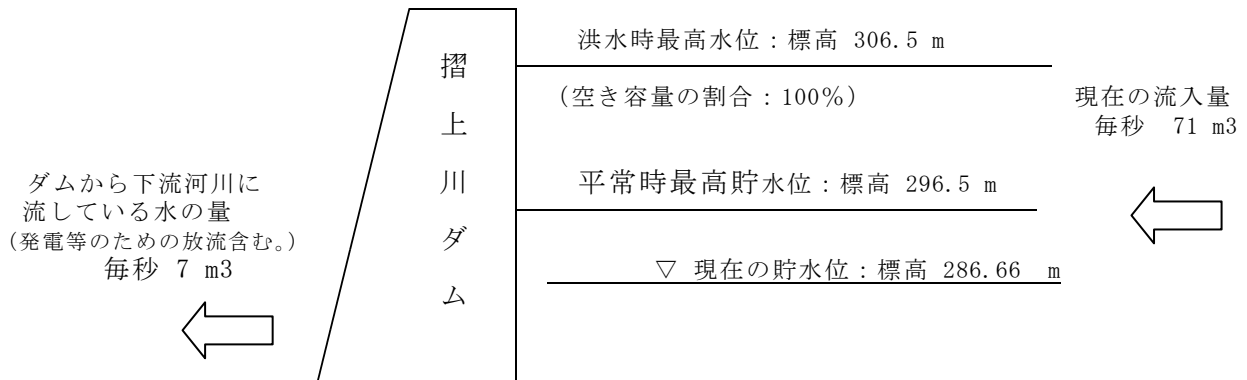 洪水時最高水位：標高 306.5 m
（空き容量の割合：100％）
現在の流入量
毎秒 71 m3
摺上川ダム
ダムから下流河川に
流している水の量
（発電等のための放流含む。）
毎秒 7 m3
平常時最高貯水位：標高 296.5 m
▽ 現在の貯水位：標高 286.66 m